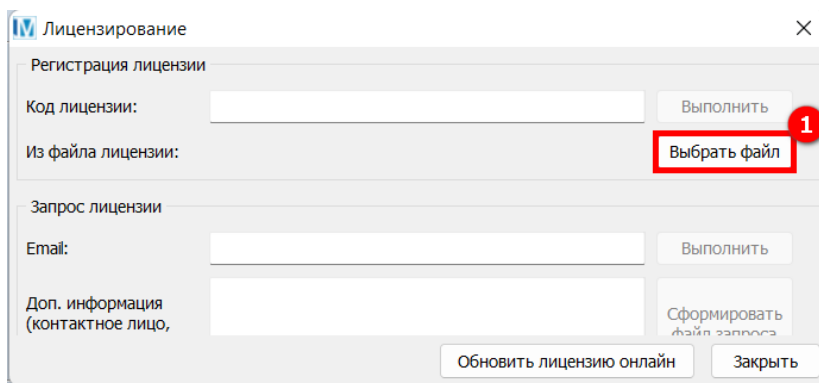 Лицензирование
Регистрация лицензии
Код лицензии:
Выполнить
1
Из файла лицензии:
Выбрать файл
Запрос лицензии
Email:
Выполнить
Доп. информация
(контактное лицо,
Сформировать
файл запроса
Обновить лицензию онлайн
Закрыть